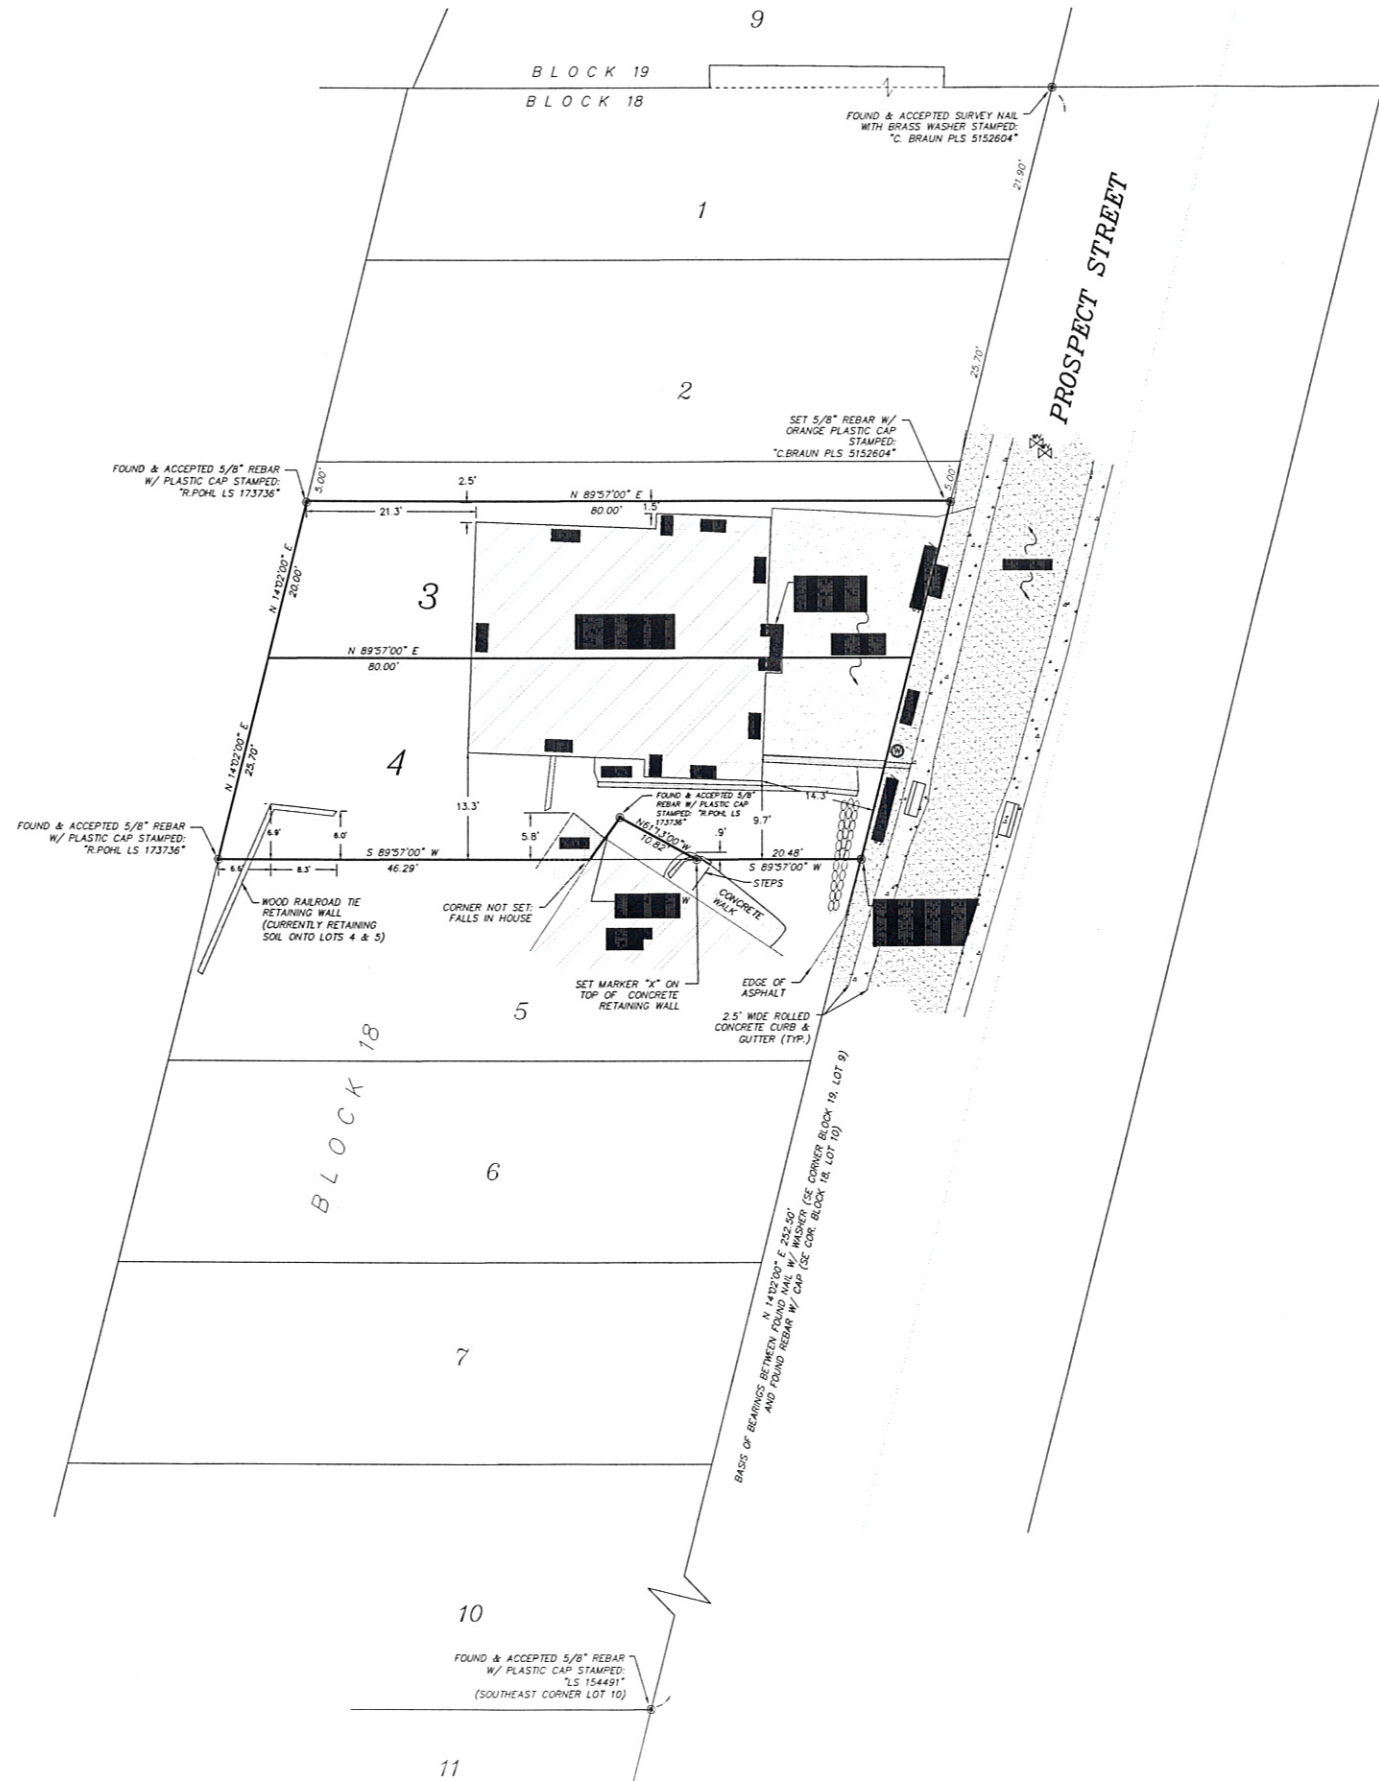 9
BLOCK 19
BLOCK 18
FOUND & ACCEPTED SURVEY NAIL
WITH BRASS WASHER STAMPED:
"C. BRAUN PLS 5152604"
21.90'
1
PROSPECT STREET
25.70'
2
SET 5/8" REBAR W/
ORANGE PLASTIC CAP
STAMPED:
"C.BRAUN PLS 5152604"
FOUND & ACCEPTED 5/8" REBAR
W/ PLASTIC CAP STAMPED:
"R.POHL LS 173736"
5.00'
2.5'
N 89°57'00" E
80.00'
1.5'
5.00'
21.3'
N 14°02'00" E
20.00'
3
N 89°57'00" E
80.00'
N 14°02'00" E
25.70'
4
W
13.3'
14.3'
FOUND & ACCEPTED 5/8"
REBAR W/ PLASTIC CAP
STAMPED: "R.POHL LS
173736"
9.7'
5.8'
N61°13'00"W
10.82'
.9'
FOUND & ACCEPTED 5/8" REBAR
W/ PLASTIC CAP STAMPED:
"R.POHL LS 173736"
6.9'
6.0'
S 89°57'00" W
46.29'
20.48'
S 89°57'00" W
8.3'
STEPS
CONCRETE
WALK
WOOD RAILROAD TIE
RETAINING WALL
(CURRENTLY RETAINING
SOIL ONTO LOTS 4 & 5)
CORNER NOT SET:
FALLS IN HOUSE
W
SET MARKER "X" ON
TOP OF CONCRETE
RETAINING WALL
EDGE OF
ASPHALT
5
2.5' WIDE ROLLED
CONCRETE CURB &
GUTTER (TYP.)
BLOCK 18
6
N 14°02'00" E 252.50'
BASIS OF BEARINGS BETWEEN FOUND NAIL W/ WASHER (SE CORNER BLOCK 19, LOT 9)
AND FOUND REBAR W/ CAP (SE COR. BLOCK 18, LOT 10)
7
10
FOUND & ACCEPTED 5/8" REBAR
W/ PLASTIC CAP STAMPED:
"LS 154491"
(SOUTHEAST CORNER LOT 10)
11